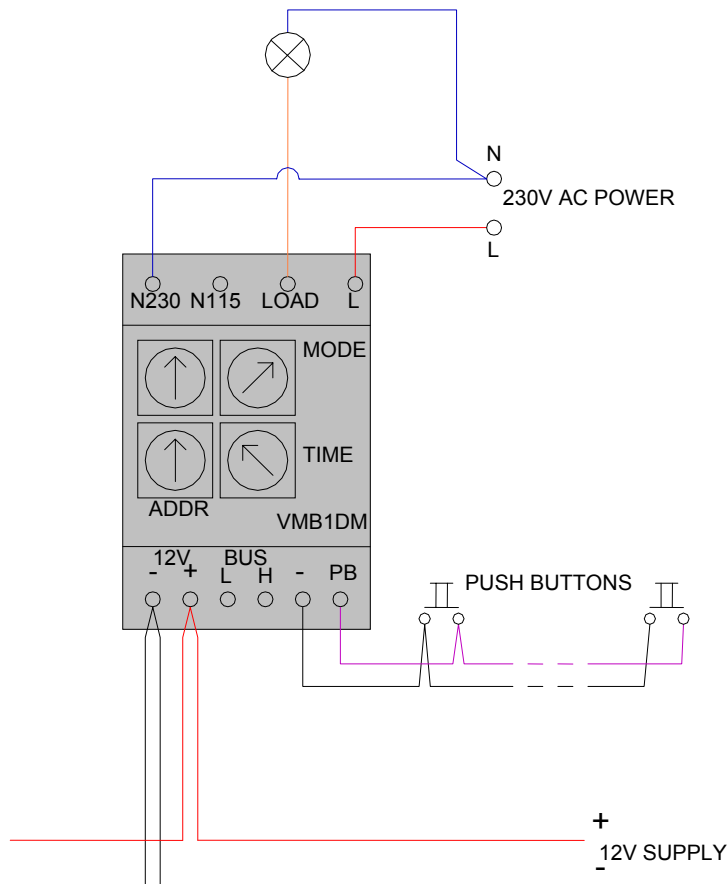 N
230V AC POWER
L
N230 N115 LOAD L
MODE
TIME
ADDR
VMB1DM
12V BUS
- + L H - PB
PUSH BUTTONS
+
12V SUPPLY
-